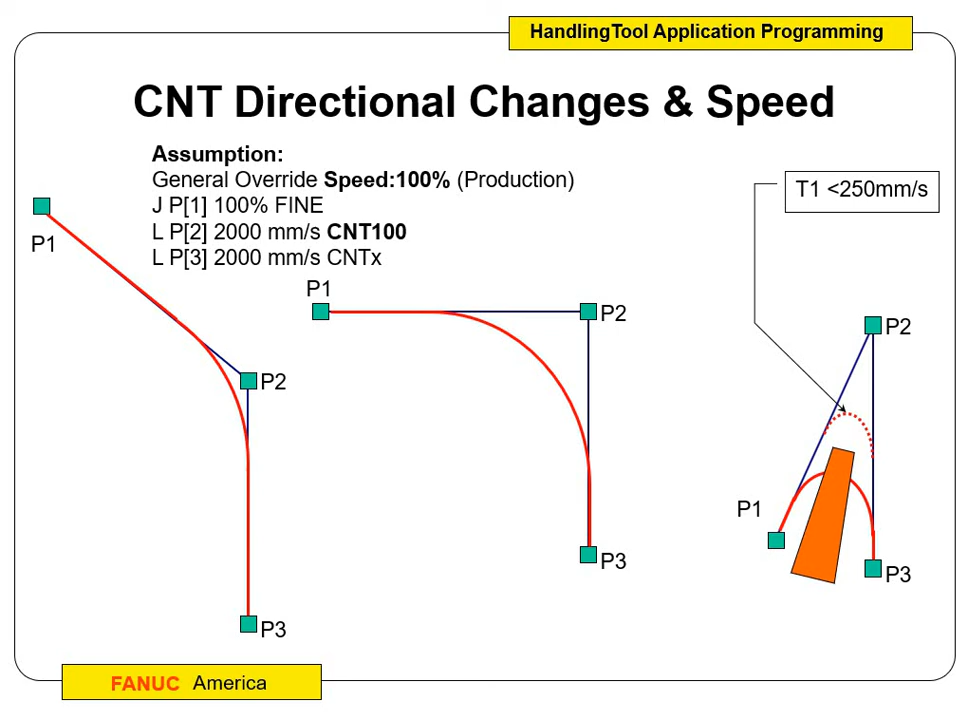 HandlingTool Application Programming
CNT Directional Changes & Speed
Assumption:
General Override Speed:100% (Production)
J P[1] 100% FINE
L P[2] 2000 mm/s CNT100
L P[3] 2000 mm/s CNTx
T1 <250mm/s
P1
P2
P3
P1
P2
P3
P1
P2
P3
FANUC America